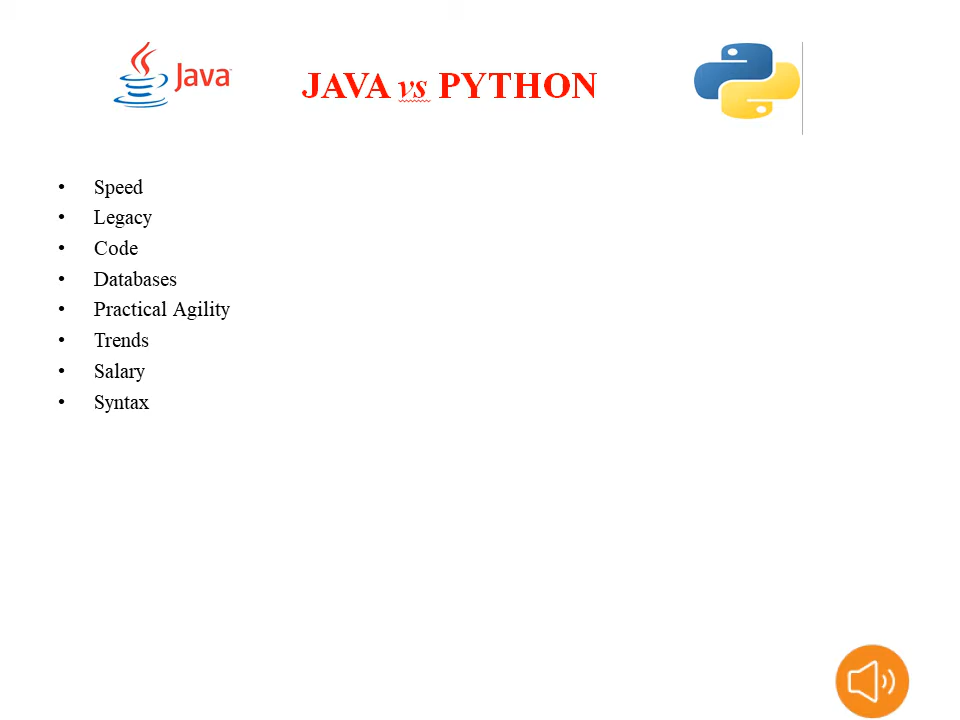 Java
JAVA vs PYTHON
• Speed
• Legacy
• Code
• Databases
• Practical Agility
• Trends
• Salary
• Syntax